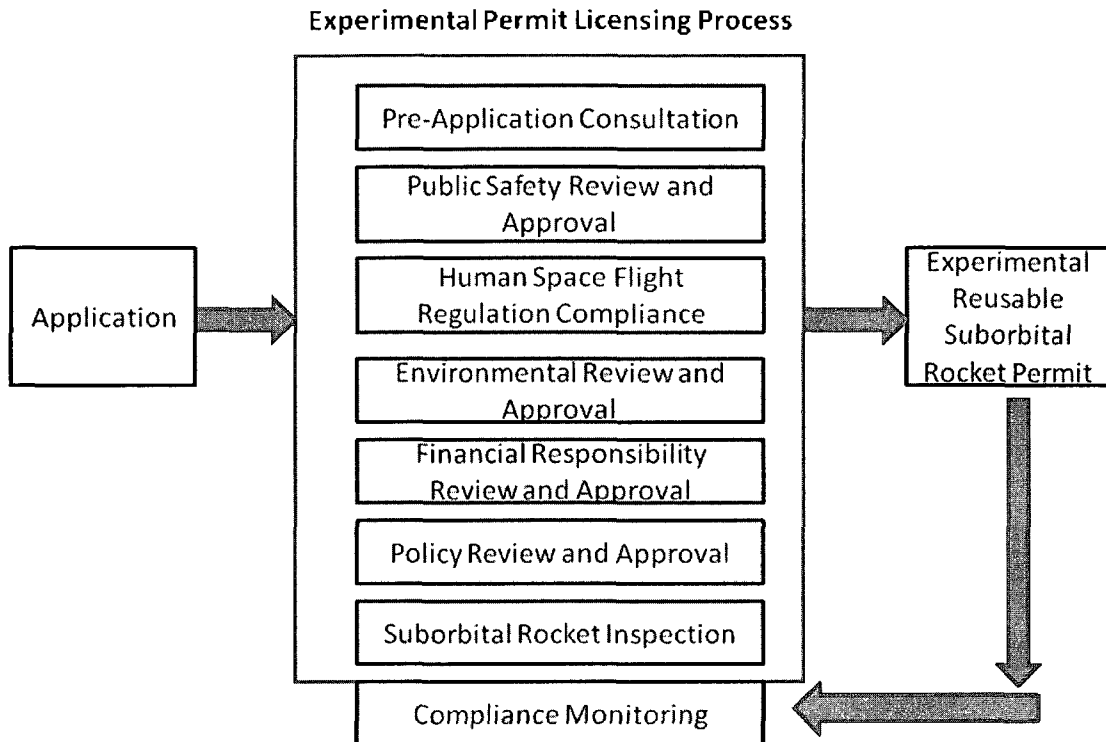 Experimental Permit Licensing Process
Pre-Application Consultation
Public Safety Review and
Approval
Human Space Flight
Regulation Compliance
Environmental Review and
Approval
Financial Responsibility
Review and Approval
Policy Review and Approval
Suborbital Rocket Inspection
Compliance Monitoring
Application
Experimental
Reusable
Suborbital
Rocket Permit